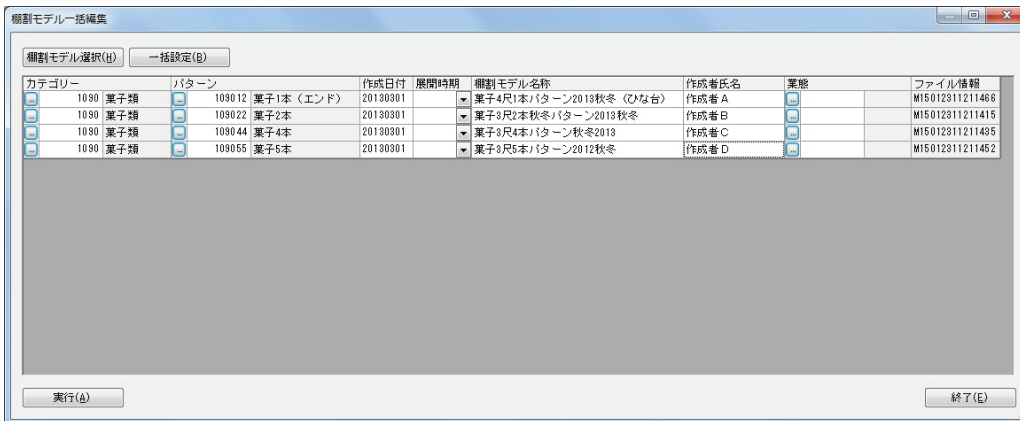 棚割モデル一括編集
棚割モデル選択(H) 一括設定(B)
カテゴリー パターン 作成日付 展開時期 棚割モデル名称 作成者氏名 業態 ファイル情報
... 1090 菓子類 ... 109012 菓子1本（エンド） 20130301 菓子4尺1本パターン2013秋冬（ひな台） 作成者A ... M15012311211466
... 1090 菓子類 ... 109022 菓子2本 20130301 菓子3尺2本秋冬パターン2013秋冬 作成者B ... M15012311211415
... 1090 菓子類 ... 109044 菓子4本 20130301 菓子3尺4本パターン秋冬2013 作成者C ... M15012311211435
... 1090 菓子類 ... 109055 菓子5本 20130301 菓子3尺5本パターン2012秋冬 作成者D ... M15012311211452
実行(A) 終了(E)